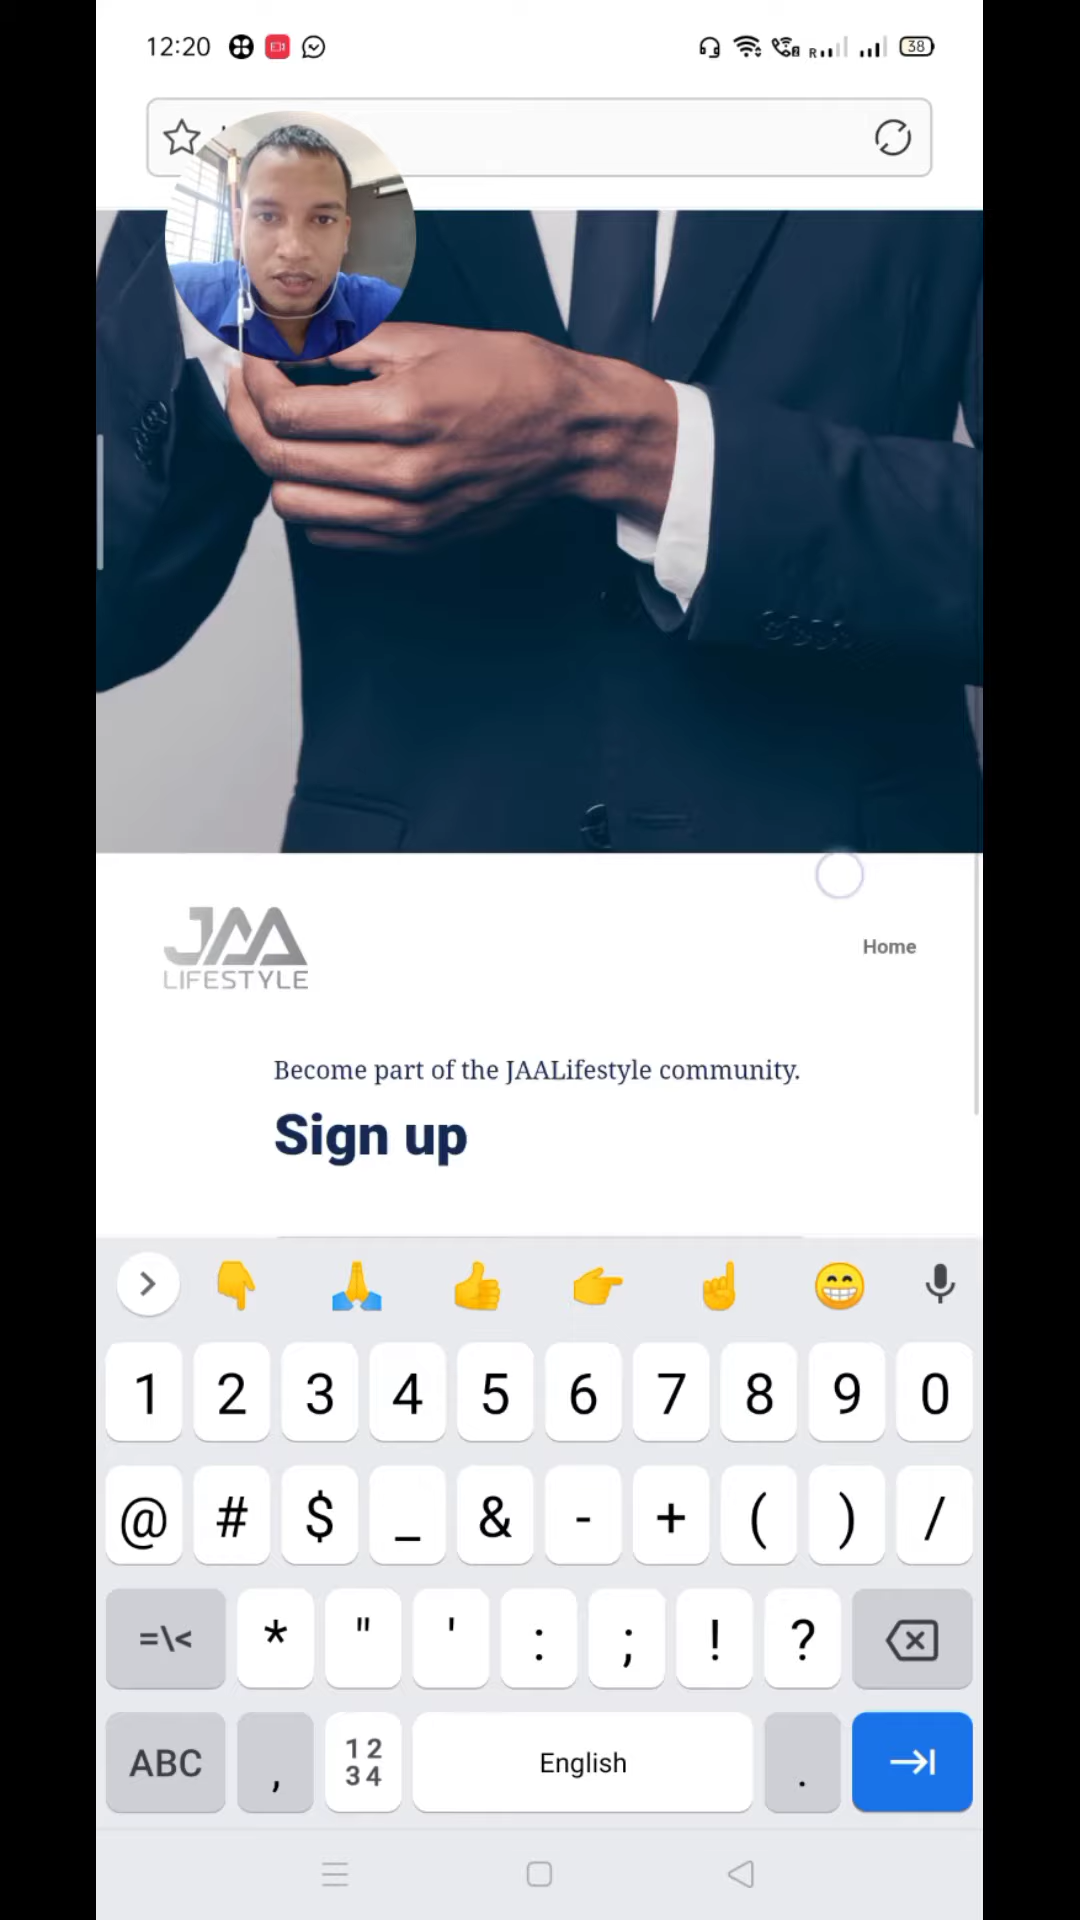 12:20
R
38
JAA
LIFESTYLE
Home
Become part of the JAALifestyle community.
Sign up
1 2 3 4 5 6 7 8 9 0
@ # $ _ & - + ( ) /
=\< * " ' : ; ! ?
ABC , 12 34 English .